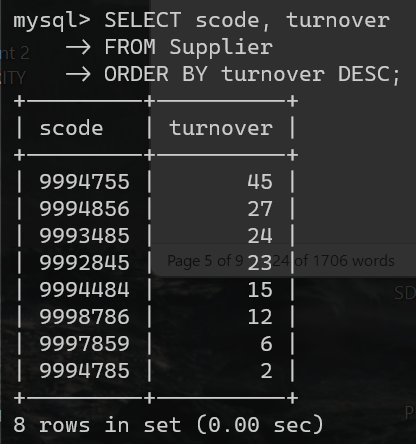 mysql> SELECT scode, turnover
nt 2
-> FROM Supplier
ITY
-> ORDER BY turnover DESC;
+---------+----------+
| scode   | turnover |
+---------+----------+
| 9994755 |       45 |
| 9994856 |       27 |
| 9993485 |       24 |
| 9992845 |       23 |
Page 5 of 9    24 of 1706 words
| 9994484 |       15 |
SD
| 9998786 |       12 |
| 9997859 |        6 |
| 9994785 |        2 |
+---------+----------+
8 rows in set (0.00 sec)